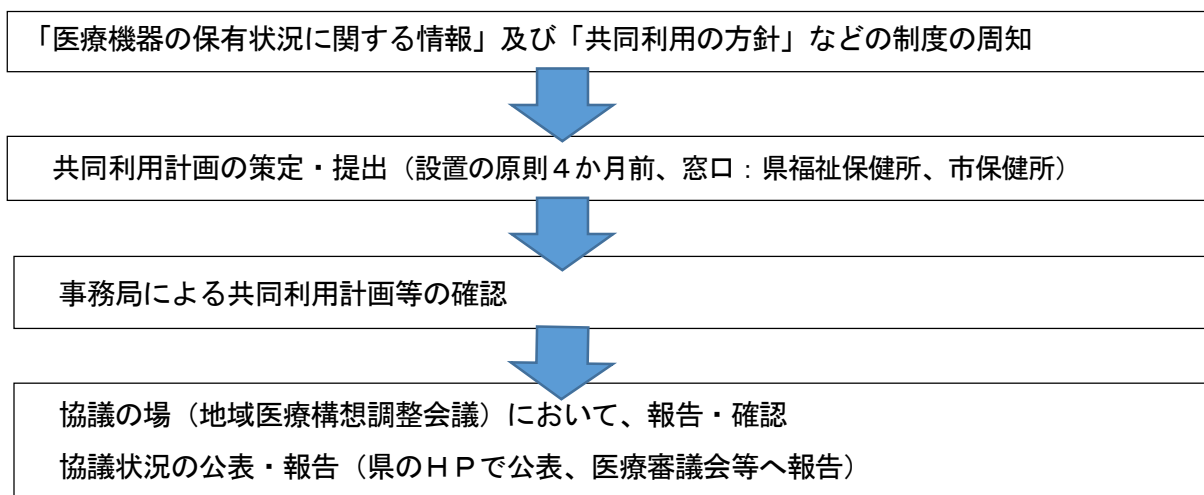 「医療機器の保有状況に関する情報」及び「共同利用の方針」などの制度の周知
共同利用計画の策定・提出（設置の原則４か月前、窓口：県福祉保健所、市保健所）
事務局による共同利用計画等の確認
協議の場（地域医療構想調整会議）において、報告・確認
協議状況の公表・報告（県のＨＰで公表、医療審議会等へ報告）